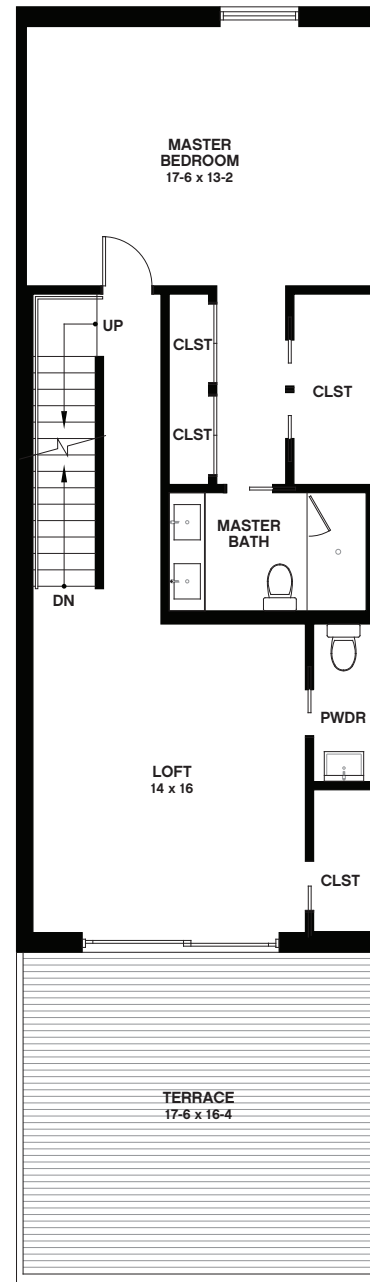 MASTER
BEDROOM
17-6 x 13-2
UP
CLST
CLST
CLST
MASTER
BATH
DN
PWDR
LOFT
14 x 16
CLST
TERRACE
17-6 x 16-4